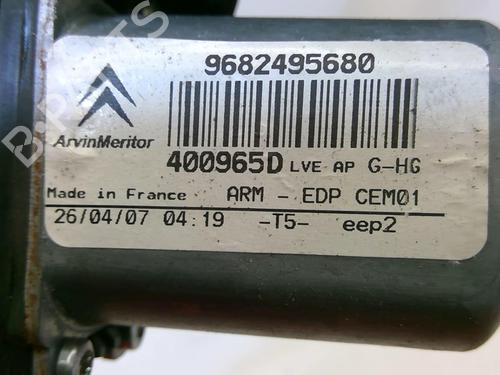 9682495680
ArvinMeritor
400965D LVE AP G-HG
Made in France ARM - EDP CEM01
26/04/07 04:19 -T5- eep2
B-PARTS